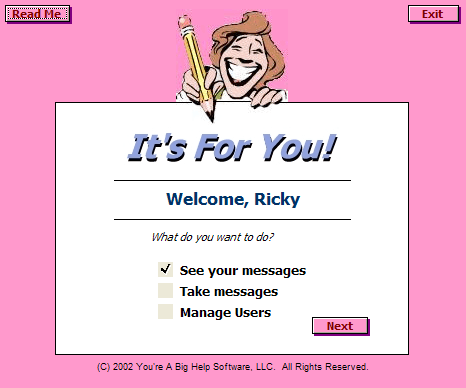 Read Me
Exit
It's For You!
Welcome, Ricky
What do you want to do?
See your messages
Take messages
Manage Users
Next
(C) 2002 You're A Big Help Software, LLC.  All Rights Reserved.